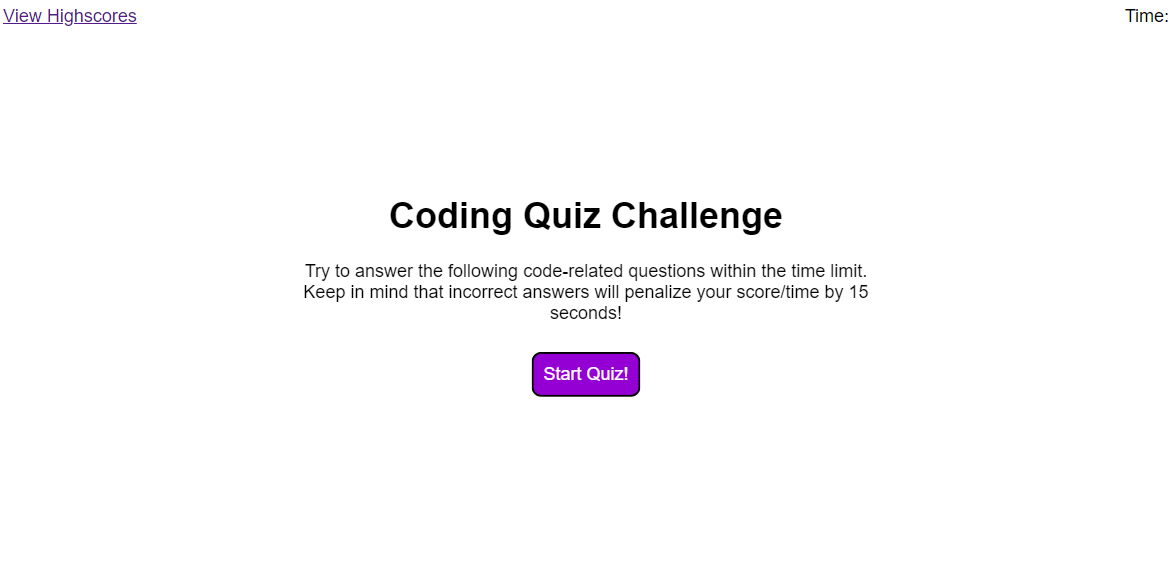 View Highscores
Time:
Coding Quiz Challenge
Try to answer the following code-related questions within the time limit.
Keep in mind that incorrect answers will penalize your score/time by 15
seconds!
Start Quiz!